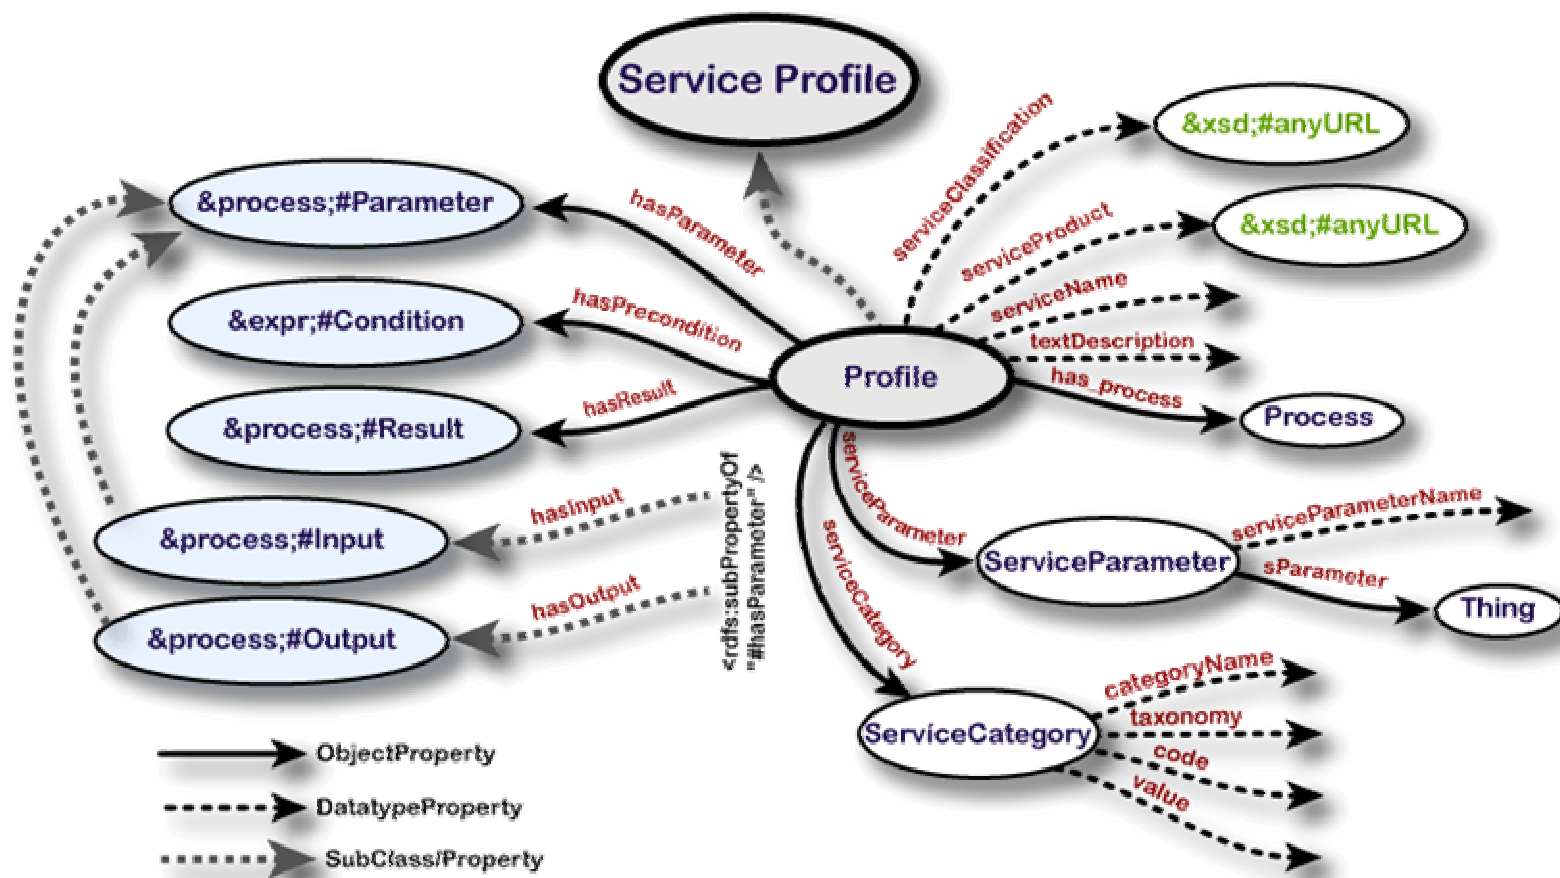 Service Profile
&xsd;#anyURL
serviceClassification
&process;#Parameter
hasParameter
serviceProduct
&xsd;#anyURL
serviceName
&expr;#Condition
hasPrecondition
textDescription
Profile
has_process
Process
&process;#Result
hasResult
serviceParameter
<rdfs:subPropertyOf
"#hasParameter" />
hasInput
&process;#Input
serviceCategory
serviceParameterName
ServiceParameter
sParameter
Thing
hasOutput
&process;#Output
categoryName
ServiceCategory
taxonomy
code
value
ObjectProperty
DatatypeProperty
SubClass/Property